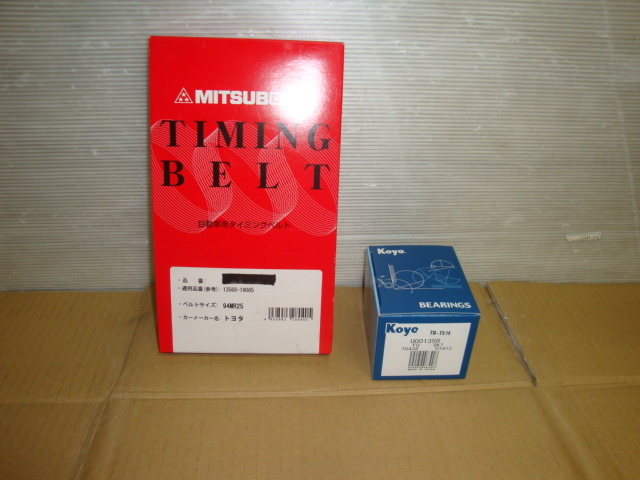 MITSUBO
TIMING
BELT
自動車用タイミングベルト
・品 番:
・適用品番(参考): 13568-19065
・ベルトサイズ: 94MR25
・カーメーカー名: トヨタ
Koyo
BEARINGS
Koyo
UOO135R